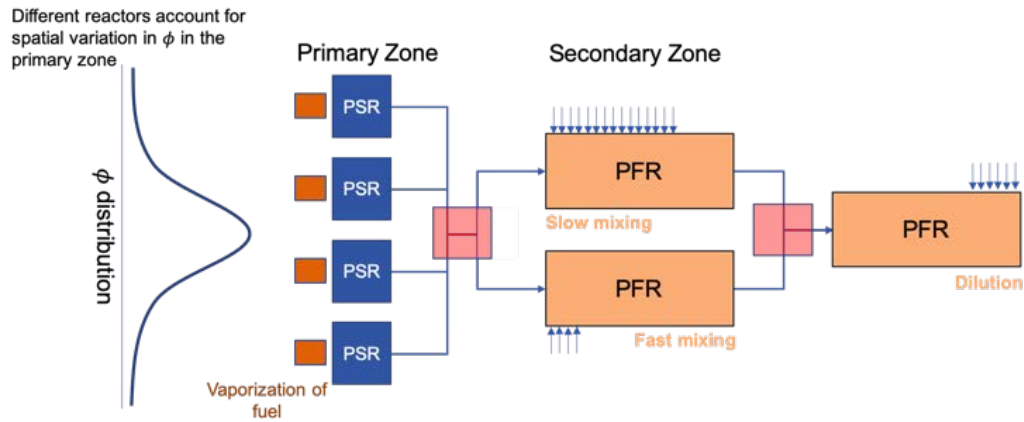 Different reactors account for
spatial variation in ϕ in the
primary zone
Primary Zone
Secondary Zone
PSR
PSR
PSR
PSR
ϕ distribution
Vaporization of
fuel
PFR
Slow mixing
PFR
Fast mixing
PFR
Dilution